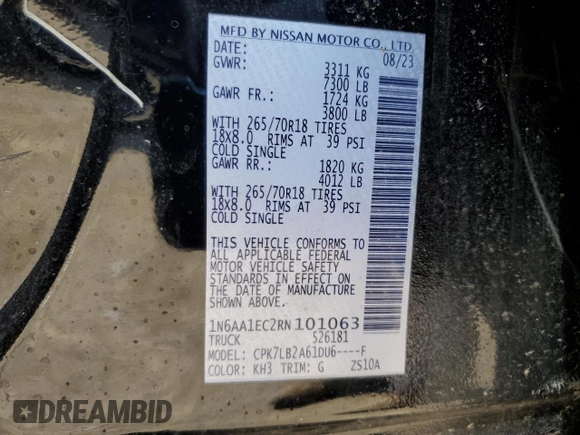 MFD BY NISSAN MOTOR CO., LTD
DATE: 08/23
GVWR: 3311 KG
7300 LB
GAWR FR.: 1724 KG
3800 LB
WITH 265/70R18 TIRES
18X8.0 RIMS AT 39 PSI
COLD SINGLE
GAWR RR.: 1820 KG
4012 LB
WITH 265/70R18 TIRES
18X8.0 RIMS AT 39 PSI
COLD SINGLE
THIS VEHICLE CONFORMS TO
ALL APPLICABLE FEDERAL
MOTOR VEHICLE SAFETY
STANDARDS IN EFFECT ON
THE DATE OF MANUFACTURE
SHOWN ABOVE.
1N6AA1EC2RN101063
TRUCK 526181
MODEL: CPK7LB2A61DU6----F
COLOR: KH3 TRIM: G ZS10A
DREAMBID